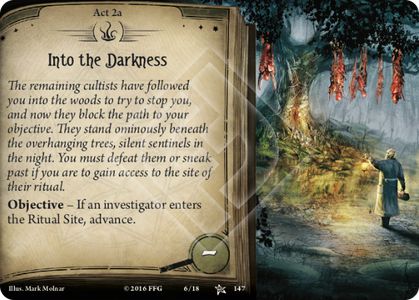 Act 2a
Into the Darkness
The remaining cultists have followed
you into the woods to try to stop you,
and now they block the path to your
objective. They stand ominously beneath
the overhanging trees, silent sentinels in
the night. You must defeat them or sneak
past if you are to gain access to the site of
their ritual.
Objective – If an investigator enters
the Ritual Site, advance.
–
Illus. Mark Molnar © 2016 FFG 6/18 147